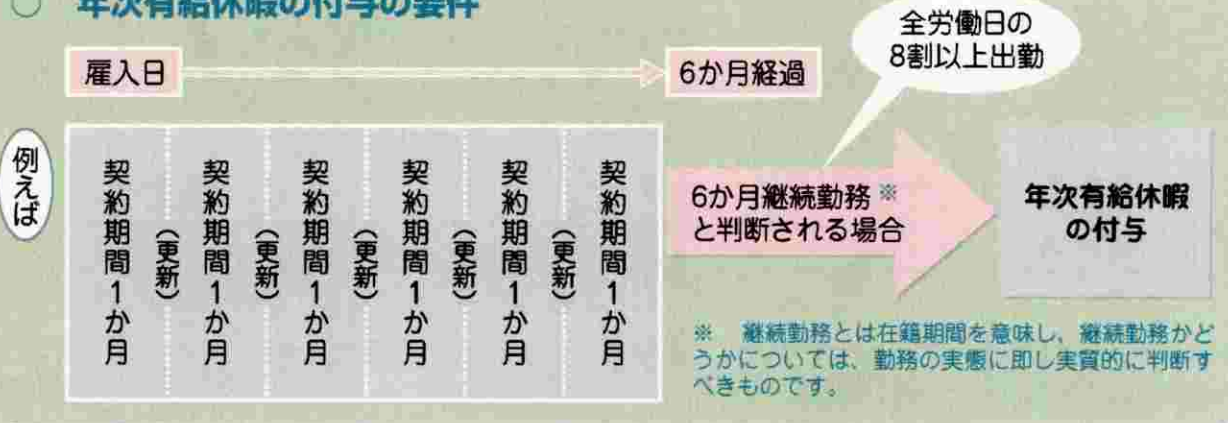 ○ 年次有給休暇の付与の要件
全労働日の
8割以上出勤
雇入日
6か月経過
例えば
契約期間1か月
（更新）
契約期間1か月
（更新）
契約期間1か月
（更新）
契約期間1か月
（更新）
契約期間1か月
（更新）
契約期間1か月
6か月継続勤務※
と判断される場合
年次有給休暇
の付与
※ 継続勤務とは在籍期間を意味し、継続勤務かど
うかについては、勤務の実態に即し実質的に判断す
べきものです。